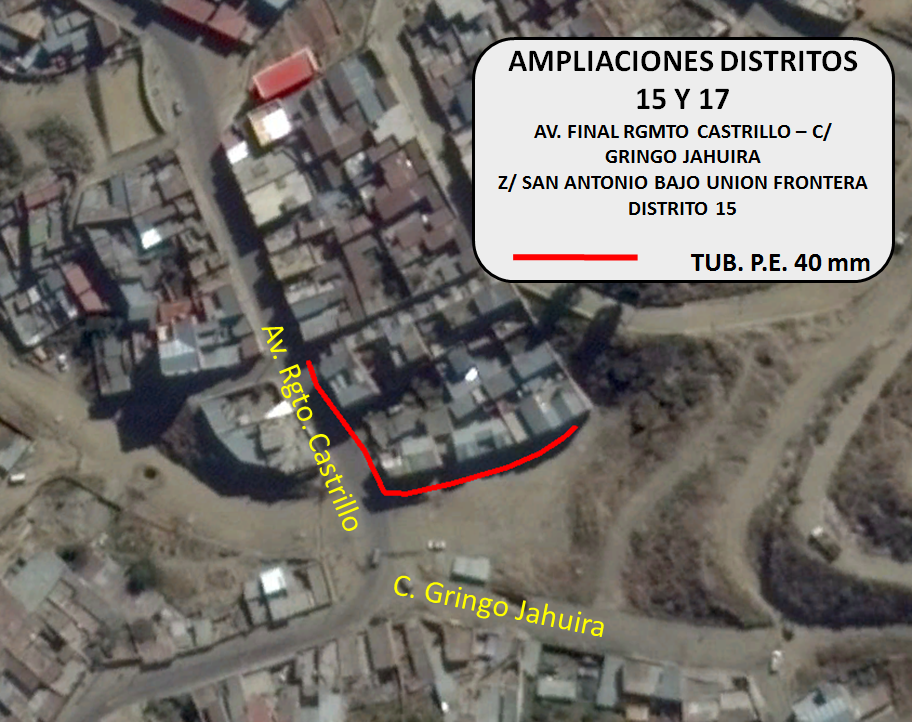 AMPLIACIONES DISTRITOS
15 Y 17
AV. FINAL RGMTO CASTRILLO – C/
GRINGO JAHUIRA
Z/ SAN ANTONIO BAJO UNION FRONTERA
DISTRITO 15
TUB. P.E. 40 mm
Av. Rgto. Castrillo
C. Gringo Jahuira